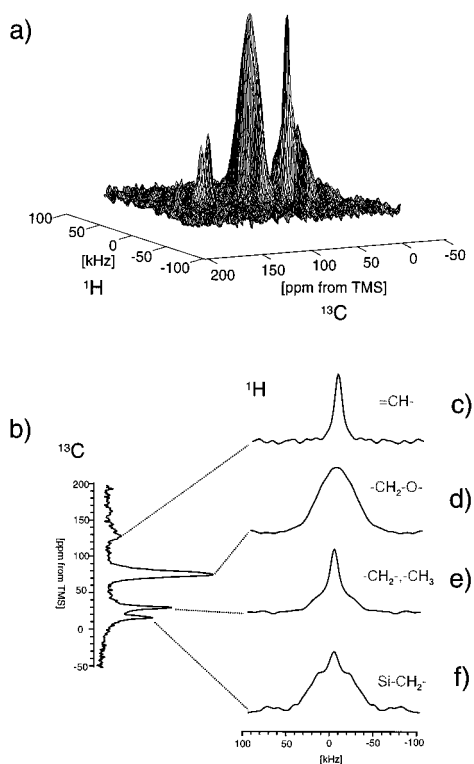 a)
100
50
0
-50
-100
[kHz]
¹H
200
150
100
50
0
-50
[ppm from TMS]
¹³C
b)
¹³C
¹H
200
150
100
50
0
-50
[ppm from TMS]
=CH-
c)
-CH₂-O-
d)
-CH₂-,-CH₃
e)
Si-CH₂-
f)
100
50
0
-50
-100
[kHz]